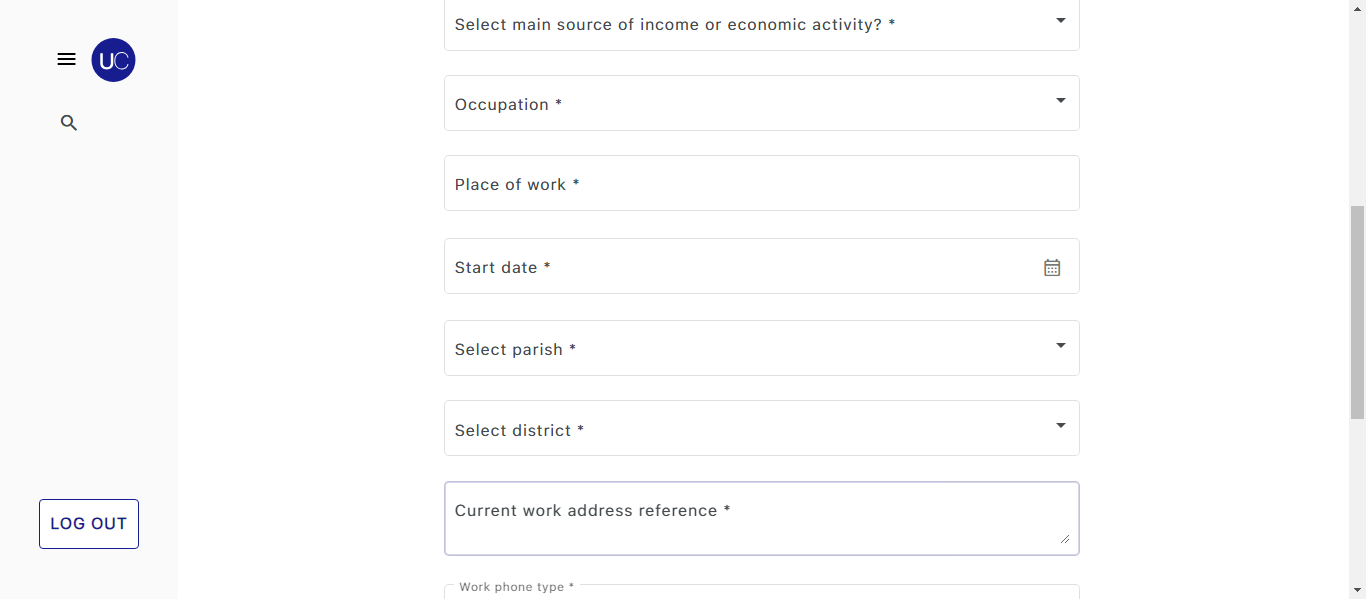 UC
Select main source of income or economic activity? *
Occupation *
Place of work *
Start date *
Select parish *
Select district *
Current work address reference *
LOG OUT
Work phone type *